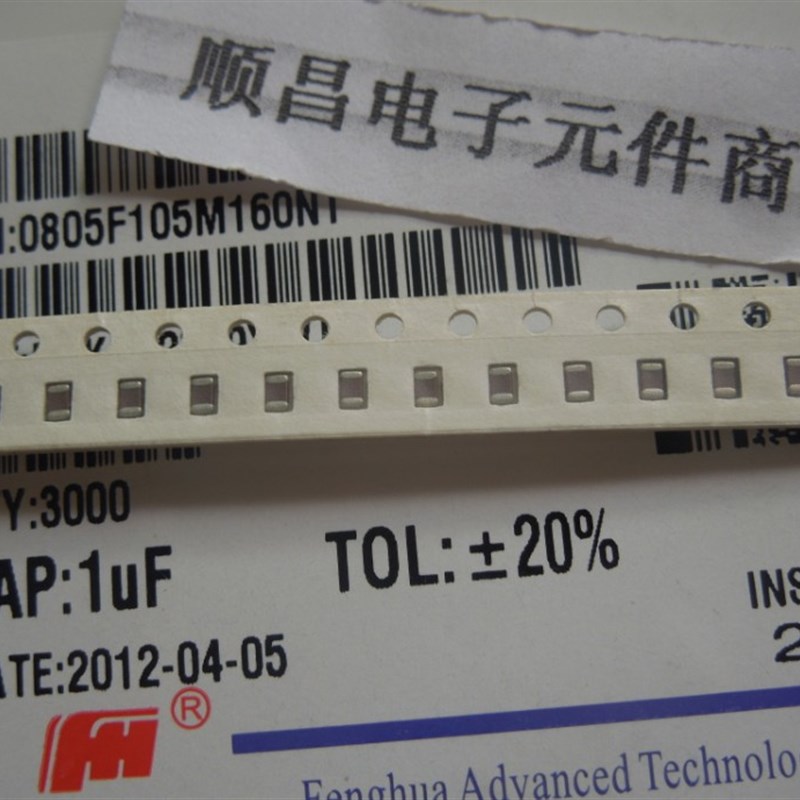 顺昌电子元件商
:0805F105M160NT
Y:3000
AP:1uF
TOL:±20%
INS
2
ATE:2012-04-05
FH®
Fenghua Advanced Technolo